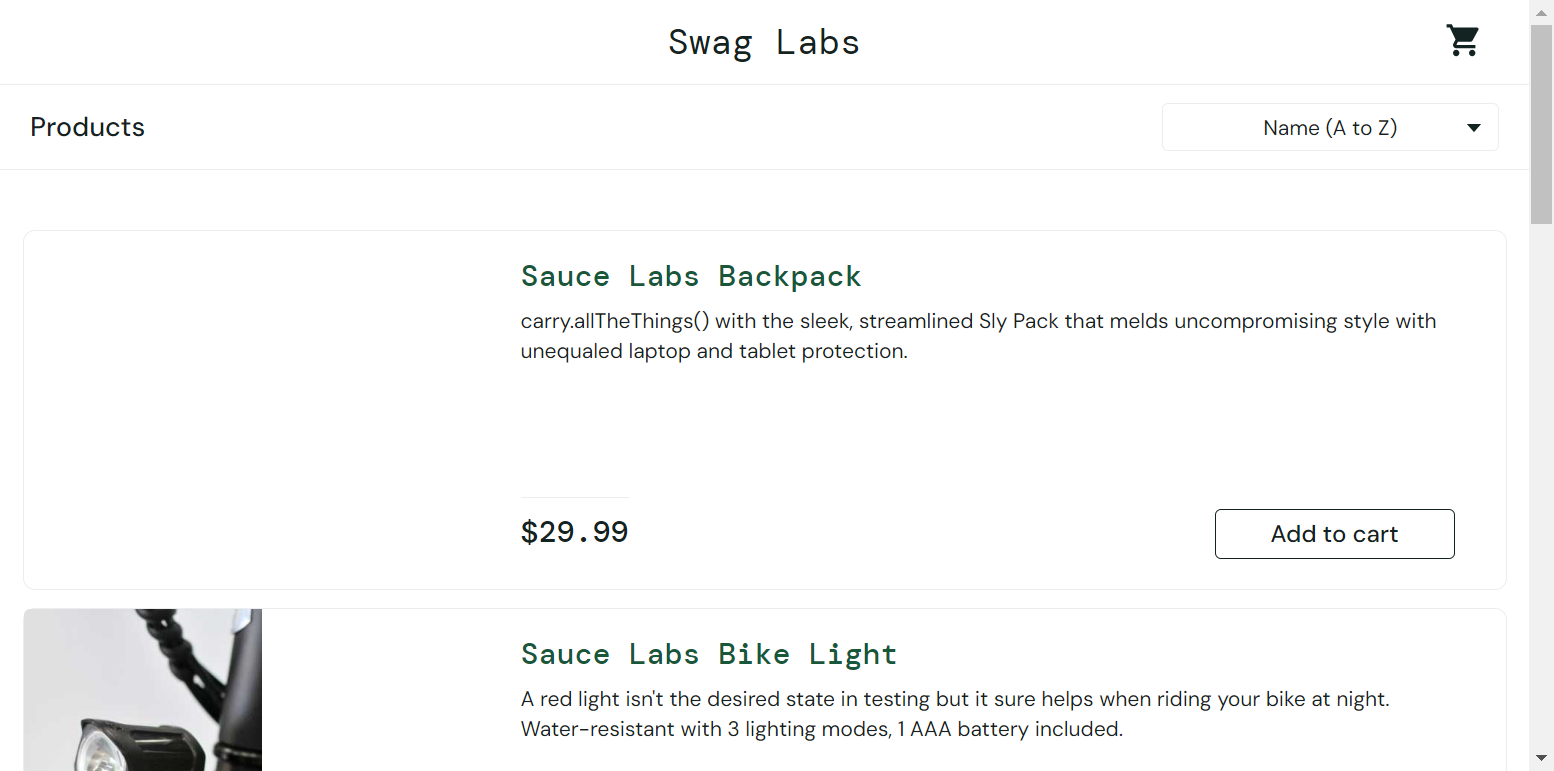 Swag Labs
Products
Name (A to Z)
Sauce Labs Backpack
carry.allTheThings() with the sleek, streamlined Sly Pack that melds uncompromising style with
unequaled laptop and tablet protection.
$29.99
Add to cart
Sauce Labs Bike Light
A red light isn't the desired state in testing but it sure helps when riding your bike at night.
Water-resistant with 3 lighting modes, 1 AAA battery included.